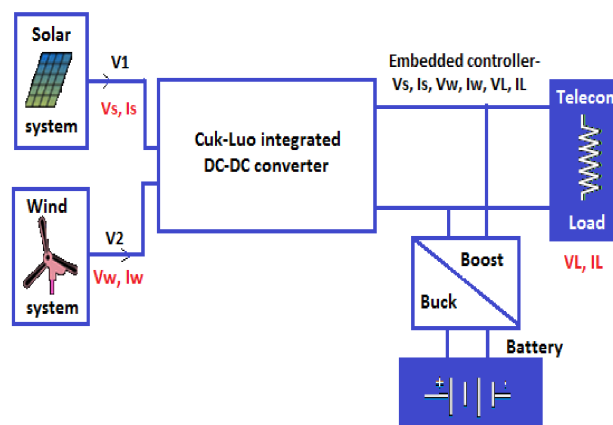 Solar
system
V1
Vs, Is
Wind
system
V2
Vw, Iw
Cuk-Luo integrated
DC-DC converter
Embedded controller-
Vs, Is, Vw, Iw, VL, IL
Telecon
Load
VL, IL
Boost
Buck
Battery
+ -